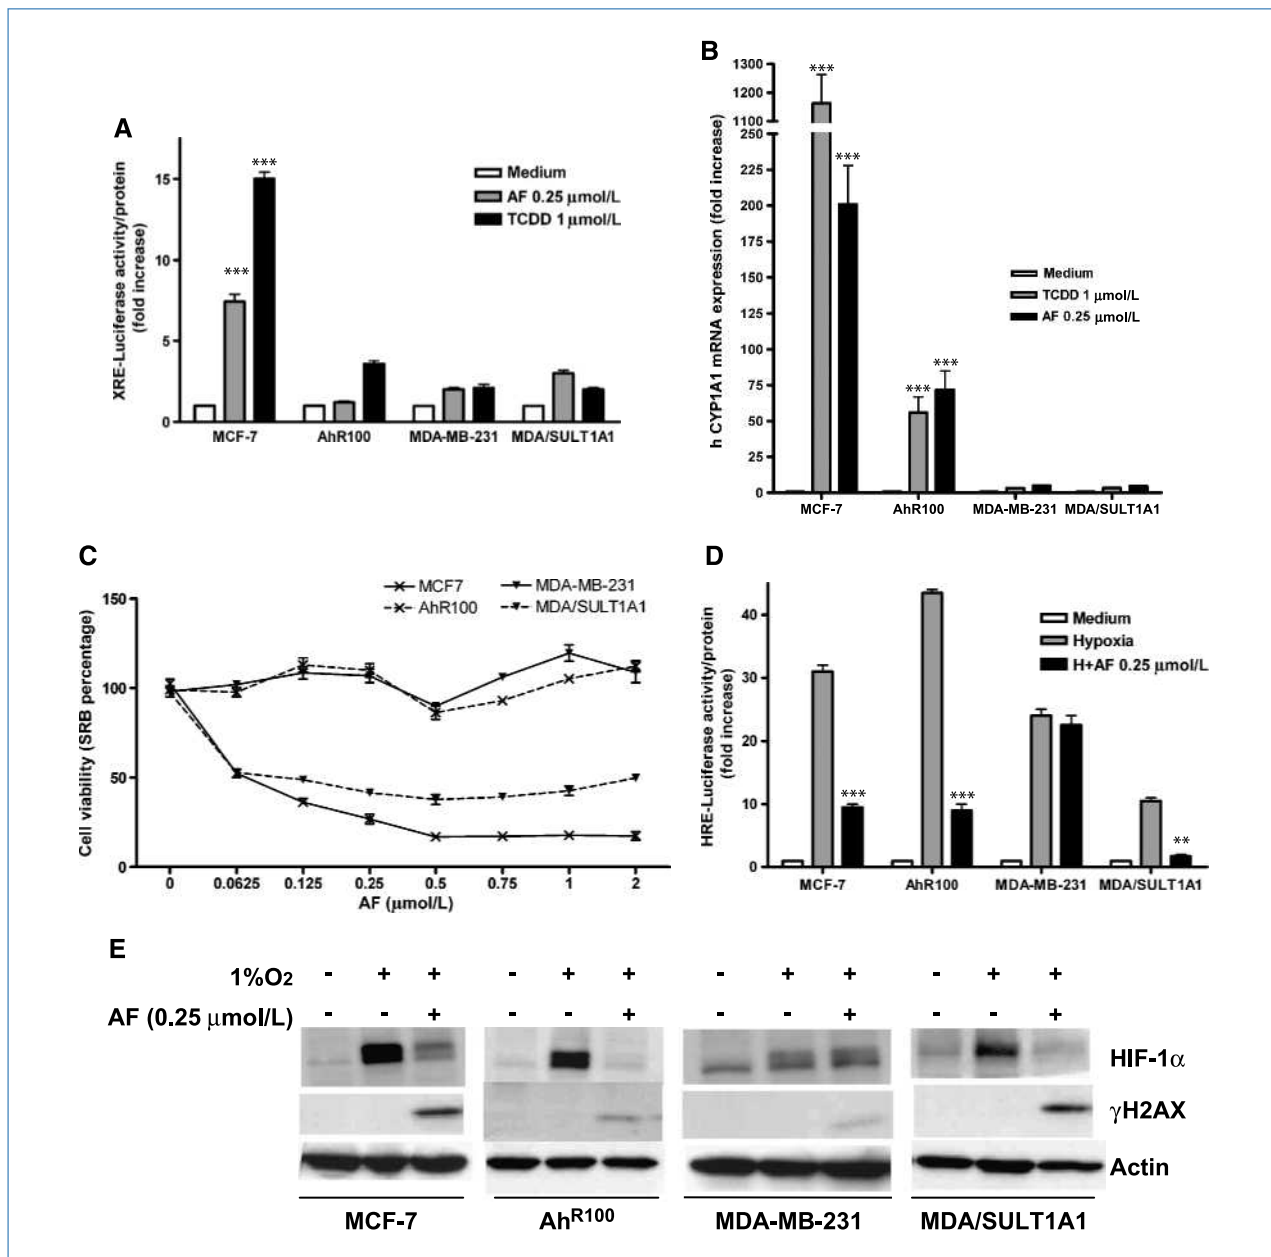 A
XRE-Luciferase activity/protein
(fold increase)
15
10
5
0
***
***
Medium
AF 0.25 μmol/L
TCDD 1 μmol/L
MCF-7
AhR100
MDA-MB-231
MDA/SULT1A1
B
h CYP1A1 mRNA expression (fold increase)
1300
1200
1100
250
225
200
175
150
125
100
75
50
25
0
***
***
***
***
Medium
TCDD 1 μmol/L
AF 0.25 μmol/L
MCF-7
AhR100
MDA-MB-231
MDA/SULT1A1
C
Cell viability (SRB percentage)
150
100
50
0
MCF7
MDA-MB-231
AhR100
MDA/SULT1A1
0 0.0625 0.125 0.25 0.5 0.75 1 2
AF (μmol/L)
D
HRE-Luciferase activity/protein
(fold increase)
40
30
20
10
0
***
***
**
Medium
Hypoxia
H+AF 0.25 μmol/L
MCF-7
AhR100
MDA-MB-231
MDA/SULT1A1
E
1%O2 - + + - + + - + + - + +
AF (0.25 μmol/L) - - + - - + - - + - - +
HIF-1α
γH2AX
Actin
MCF-7
AhR100
MDA-MB-231
MDA/SULT1A1